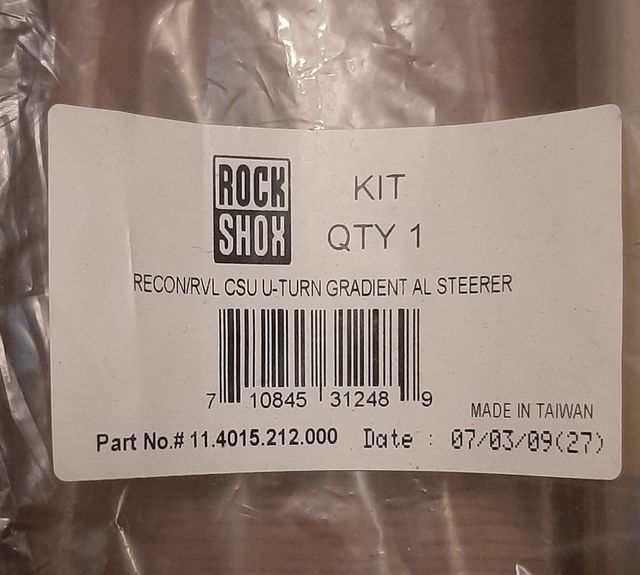 ROCK
SHOX
KIT
QTY 1
RECON/RVL CSU U-TURN GRADIENT AL STEERER
7 10845 31248 9
MADE IN TAIWAN
Part No.# 11.4015.212.000 Date : 07/03/09(27)